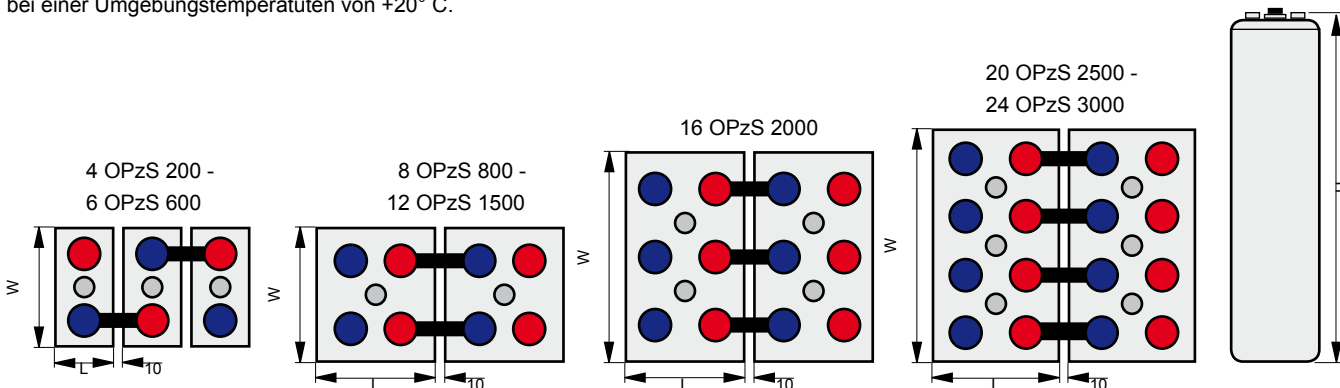 bei einer Umgebungstemperatuten von +20° C.
20 OPzS 2500 -
24 OPzS 3000
16 OPzS 2000
4 OPzS 200 -
6 OPzS 600
8 OPzS 800 -
12 OPzS 1500
W
W
W
W
H
L
10
L
10
L
10
L
10